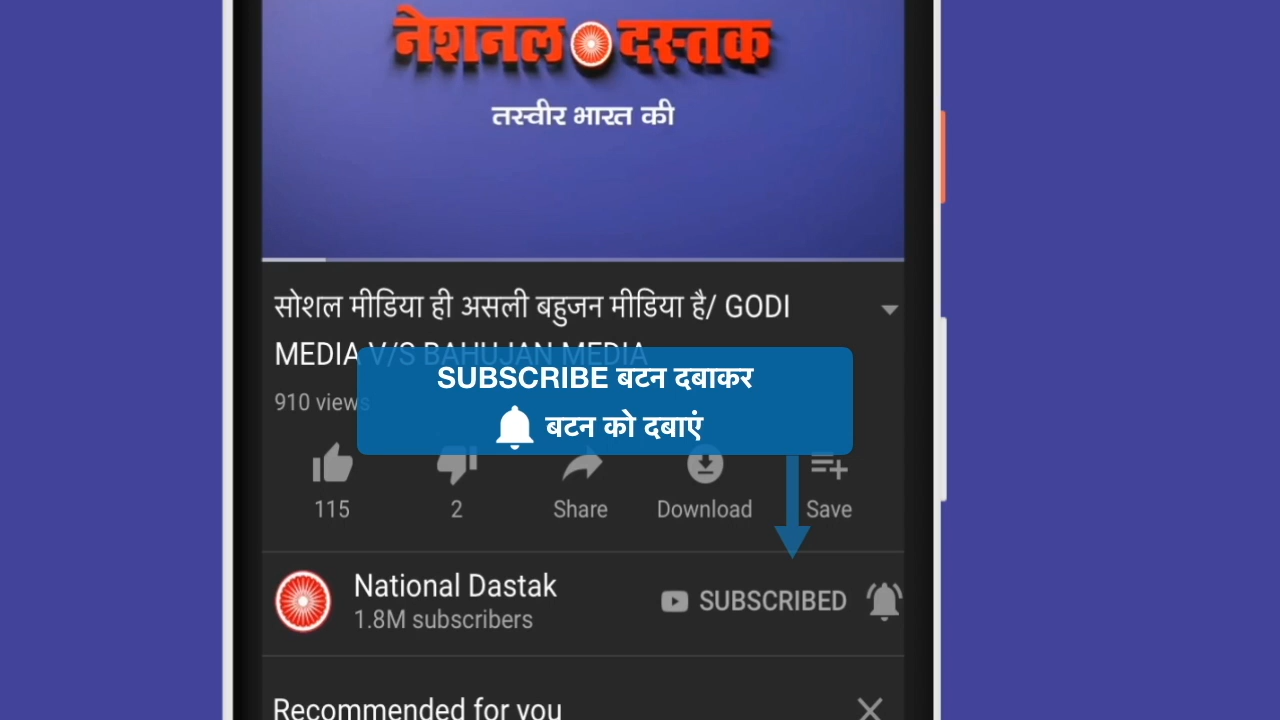 नेशनल दस्तक
तस्वीर भारत की
सोशल मीडिया ही असली बहुजन मीडिया है/ GODI
MEDIA V/S BAHUJAN MEDIA
910 views
SUBSCRIBE बटन दबाकर
बटन को दबाएं
115
2
Share
Download
Save
National Dastak
1.8M subscribers
SUBSCRIBED
Recommended for you